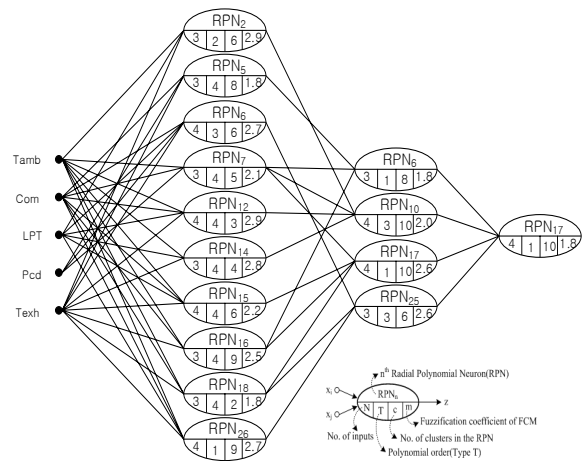 RPN2
3 2 6 2.9
RPN5
3 4 8 1.8
RPN6
4 3 6 2.7
RPN7
3 4 5 2.1
RPN12
4 4 3 2.9
RPN14
3 4 4 2.8
RPN15
4 4 6 2.2
RPN16
3 4 9 2.5
RPN18
3 4 2 1.8
RPN26
4 1 9 2.7
Tamb
Com
LPT
Pcd
Texh
RPN6
3 1 8 1.8
RPN10
4 3 10 2.0
RPN17
4 1 10 2.6
RPN25
3 3 6 2.6
RPN17
4 1 10 1.8
nth Radial Polynomial Neuron(RPN)
xi
xj
RPNn
N T c m
z
Fuzzification coefficient of FCM
No. of inputs
No. of clusters in the RPN
Polynomial order(Type T)